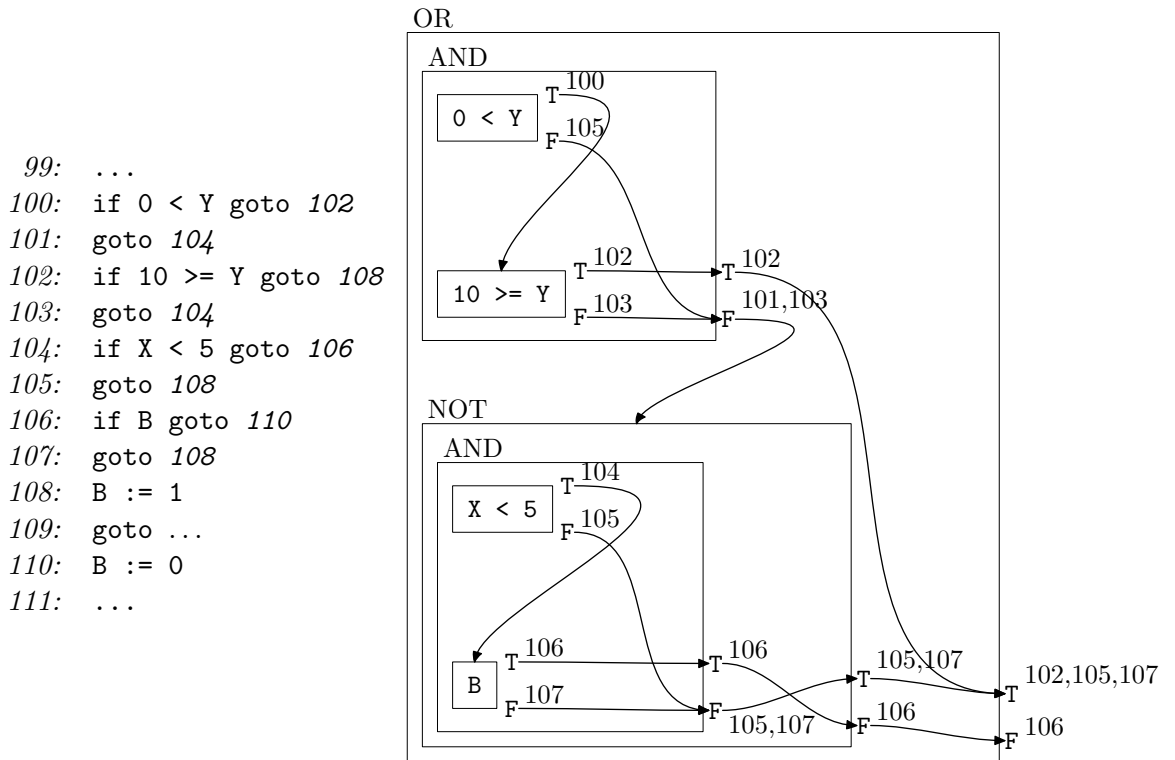 99: ...
100: if 0 < Y goto 102
101: goto 104
102: if 10 >= Y goto 108
103: goto 104
104: if X < 5 goto 106
105: goto 108
106: if B goto 110
107: goto 108
108: B := 1
109: goto ...
110: B := 0
111: ...
OR
AND
0 < Y
T 100
F 105
10 >= Y
T 102
F 103
T 102
F 101,103
NOT
AND
X < 5
T 104
F 105
B
T 106
F 107
T 106
F 105,107
T 105,107
F 106
T 102,105,107
F 106